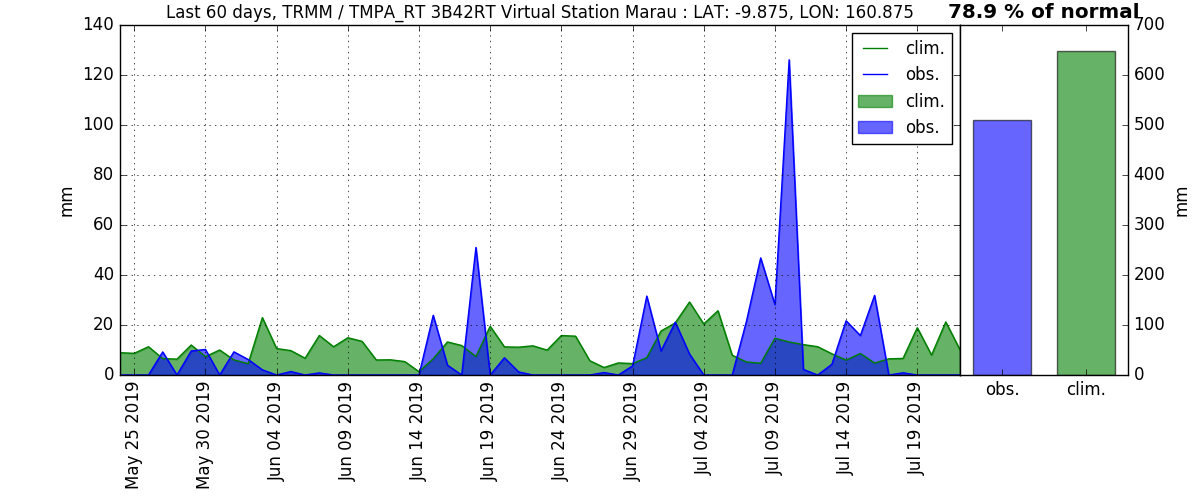 Last 60 days, TRMM / TMPA_RT 3B42RT Virtual Station Marau : LAT: -9.875, LON: 160.875
78.9 % of normal
140
120
100
80
60
40
20
0
mm
clim.
obs.
clim.
obs.
700
600
500
400
300
200
100
0
mm
May 25 2019
May 30 2019
Jun 04 2019
Jun 09 2019
Jun 14 2019
Jun 19 2019
Jun 24 2019
Jun 29 2019
Jul 04 2019
Jul 09 2019
Jul 14 2019
Jul 19 2019
obs.
clim.